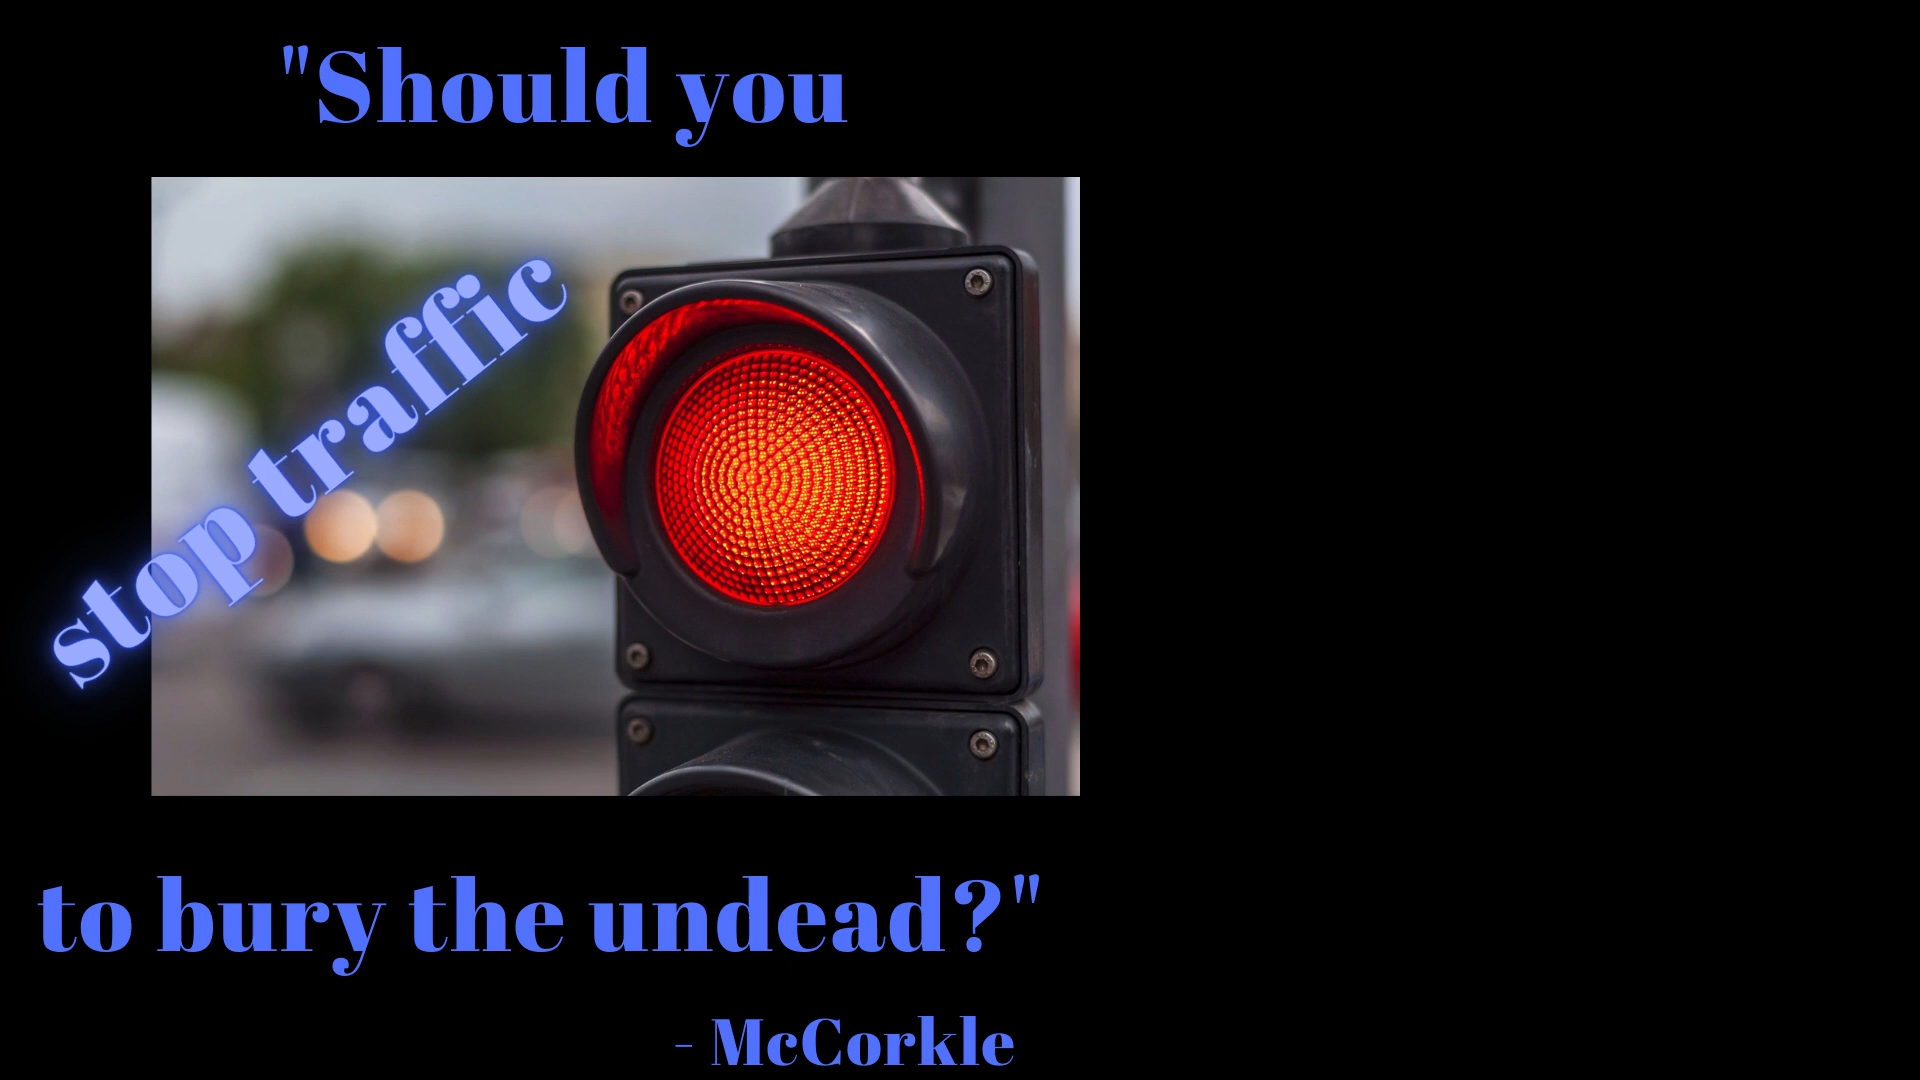 "Should you
stop traffic
to bury the undead?"
- McCorkle